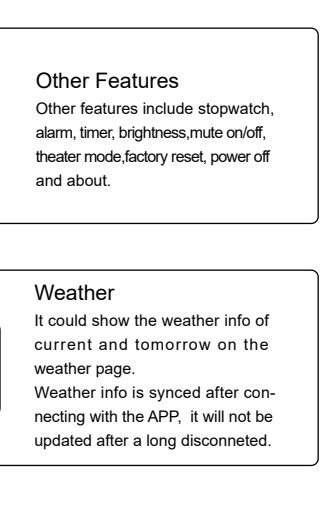 Other Features
Other features include stopwatch,
alarm, timer, brightness,mute on/off,
theater mode,factory reset, power off
and about.
Weather
It could show the weather info of
current and tomorrow on the
weather page.
Weather info is synced after con-
necting with the APP,  it will not be
updated after a long disconneted.